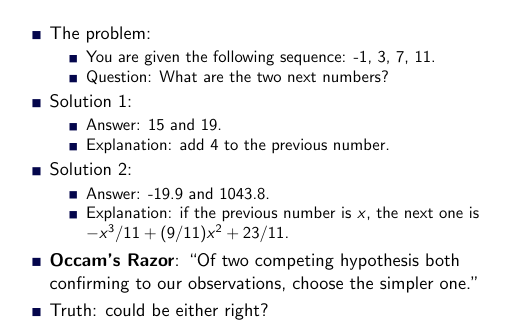 The problem:
You are given the following sequence: -1, 3, 7, 11.
Question: What are the two next numbers?
Solution 1:
Answer: 15 and 19.
Explanation: add 4 to the previous number.
Solution 2:
Answer: -19.9 and 1043.8.
Explanation: if the previous number is x, the next one is
−x³/11 + (9/11)x² + 23/11.
Occam's Razor: “Of two competing hypothesis both
confirming to our observations, choose the simpler one.”
Truth: could be either right?